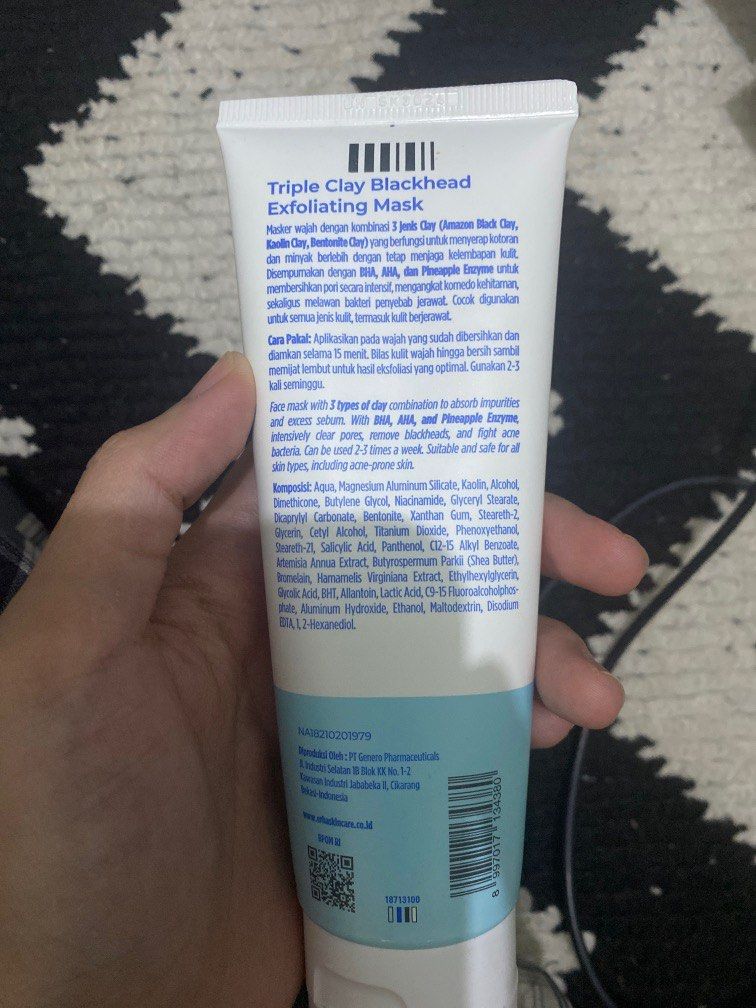 Triple Clay Blackhead
Exfoliating Mask
Masker wajah dengan kombinasi 3 Jenis Clay (Amazon Black Clay,
Kaolin Clay, Bentonite Clay) yang berfungsi untuk menyerap kotoran
dan minyak berlebih dengan tetap menjaga kelembapan kulit.
Disempurnakan dengan BHA, AHA, dan Pineapple Enzyme untuk
membersihkan pori secara intensif, mengangkat komedo kehitaman,
sekaligus melawan bakteri penyebab jerawat. Cocok digunakan
untuk semua jenis kulit, termasuk kulit berjerawat.
Cara Pakai: Aplikasikan pada wajah yang sudah dibersihkan dan
diamkan selama 15 menit. Bilas kulit wajah hingga bersih sambil
memijat lembut untuk hasil eksfoliasi yang optimal. Gunakan 2-3
kali seminggu.
Face mask with 3 types of clay combination to absorb impurities
and excess sebum. With BHA, AHA, and Pineapple Enzyme,
intensively clear pores, remove blackheads, and fight acne
bacteria. Can be used 2-3 times a week. Suitable and safe for all
skin types, including acne-prone skin.
Komposisi: Aqua, Magnesium Aluminum Silicate, Kaolin, Alcohol,
Dimethicone, Butylene Glycol, Niacinamide, Glyceryl Stearate,
Dicaprylyl Carbonate, Bentonite, Xanthan Gum, Steareth-2,
Glycerin, Cetyl Alcohol, Titanium Dioxide, Phenoxyethanol,
Steareth-21, Salicylic Acid, Panthenol, C12-15 Alkyl Benzoate,
Artemisia Annua Extract, Butyrospermum Parkii (Shea Butter),
Bromelain, Hamamelis Virginiana Extract, Ethylhexylglycerin,
Glycolic Acid, BHT, Allantoin, Lactic Acid, C9-15 Fluoroalcoholphos-
phate, Aluminum Hydroxide, Ethanol, Maltodextrin, Disodium
EDTA, 1, 2-Hexanediol.
NA18210201979
Diproduksi Oleh : PT Genero Pharmaceuticals
Jl. Industri Selatan 1B Blok KK No. 1-2
Kawasan Industri Jababeka II, Cikarang
Bekasi-Indonesia
www.erhaskincare.co.id
BPOM RI
18713100
8 997017 134380